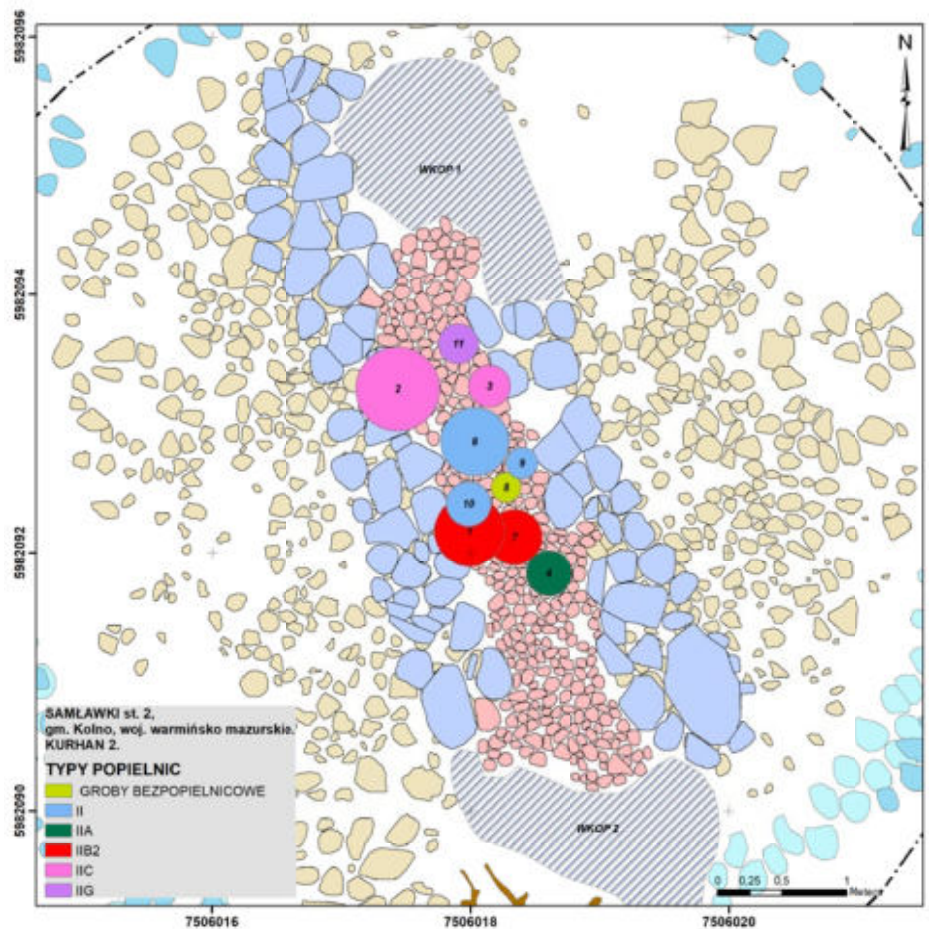 5982096
N
WKOP 1
5982094
11
2
3
6
9
8
10
1
7
4
5982092
SAMŁAWKI st. 2,
gm. Kolno, woj. warmińsko mazurskie.
KURHAN 2.
TYPY POPIELNIC
GROBY BEZPOPIELNICOWE
II
IIA
IIB2
IIC
IIG
5982090
WKOP 2
0 0,25 0,5 1
Meters
7506016 7506018 7506020